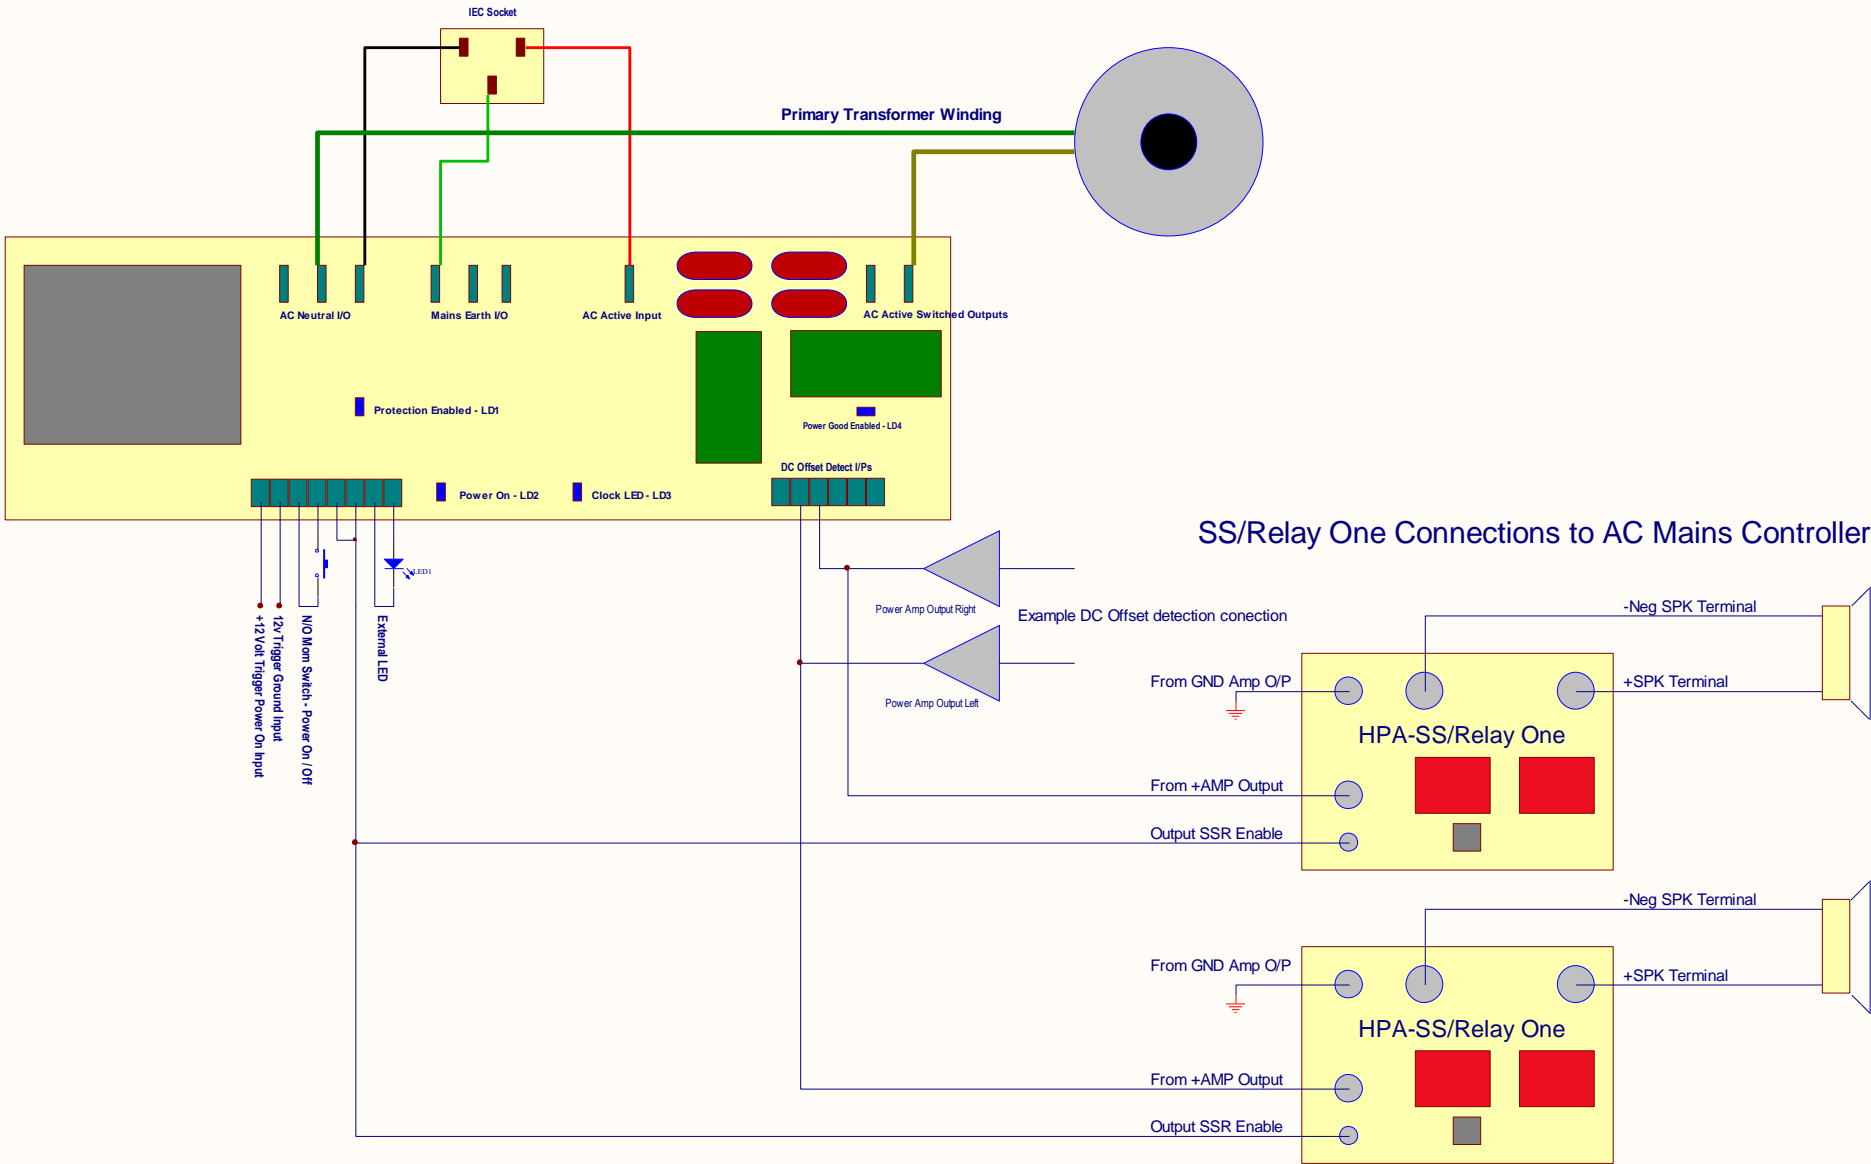 IEC Socket
Primary Transformer Winding
AC Neutral I/O
Mains Earth I/O
AC Active Input
AC Active Switched Outputs
Protection Enabled - LD1
Power Good Enabled - LD4
DC Offset Detect I/Ps
Power On - LD2
Clock LED - LD3
SS/Relay One Connections to AC Mains Controller
LED1
+12 Volt Trigger Power On Input
12v Trigger Ground Input
N/O Mom Switch - Power On / Off
External LED
Power Amp Output Right
Example DC Offset detection conection
Power Amp Output Left
-Neg SPK Terminal
From GND Amp O/P
+SPK Terminal
HPA-SS/Relay One
From +AMP Output
Output SSR Enable
-Neg SPK Terminal
From GND Amp O/P
+SPK Terminal
HPA-SS/Relay One
From +AMP Output
Output SSR Enable